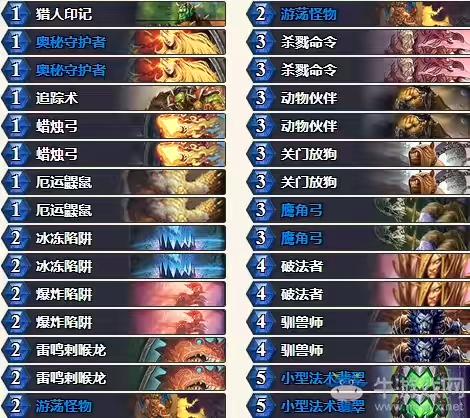 1 猎人印记
1 奥秘守护者
1 奥秘守护者
1 追踪术
1 蜡烛弓
1 蜡烛弓
1 厄运鼹鼠
1 厄运鼹鼠
2 冰冻陷阱
2 冰冻陷阱
2 爆炸陷阱
2 爆炸陷阱
2 雷鸣刺喉龙
2 雷鸣刺喉龙
2 游荡怪物
2 游荡怪物
3 杀戮命令
3 杀戮命令
3 动物伙伴
3 动物伙伴
3 关门放狗
3 关门放狗
3 鹰角弓
3 鹰角弓
4 破法者
4 破法者
4 驯兽师
4 驯兽师
5 小型法术翡翠
5 小型法术翡翠